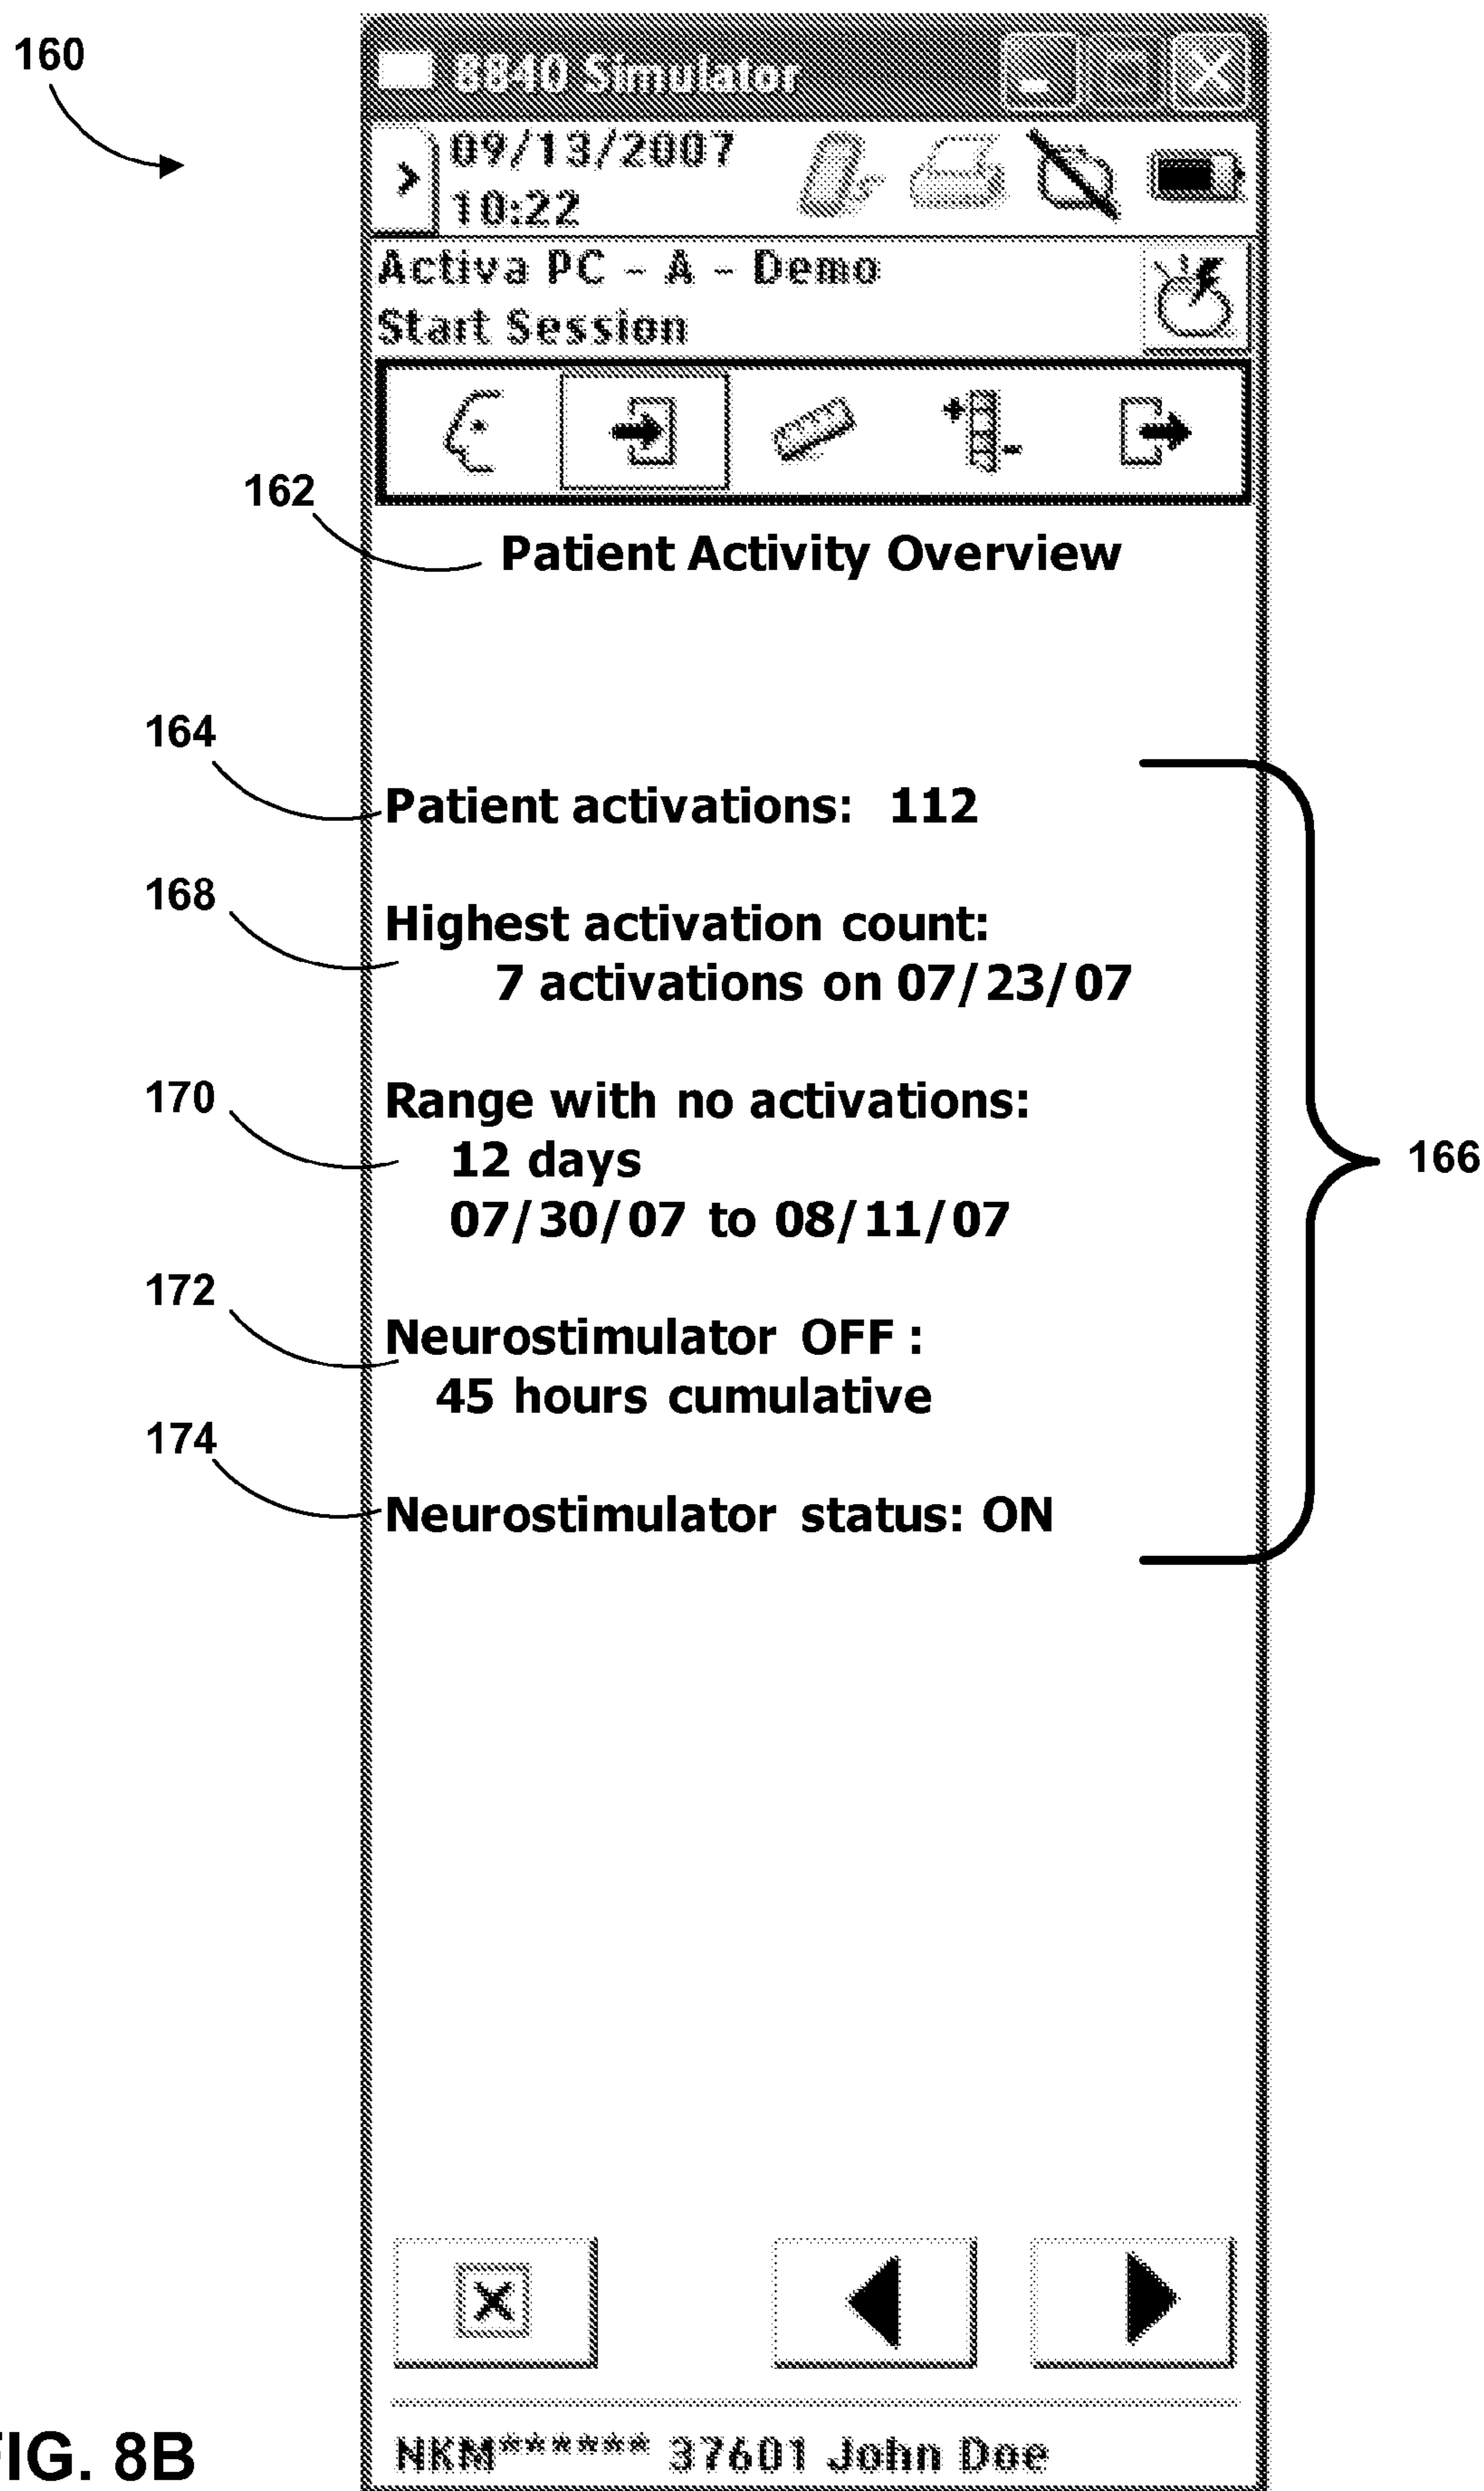 160
8840 Simulator
09/13/2007
10:22
Activa PC - A - Demo
Start Session
162
Patient Activity Overview
164
Patient activations: 112
168
Highest activation count:
7 activations on 07/23/07
170
Range with no activations:
12 days
07/30/07 to 08/11/07
166
172
Neurostimulator OFF :
45 hours cumulative
174
Neurostimulator status: ON
NKM****** 37601 John Doe
FIG. 8B